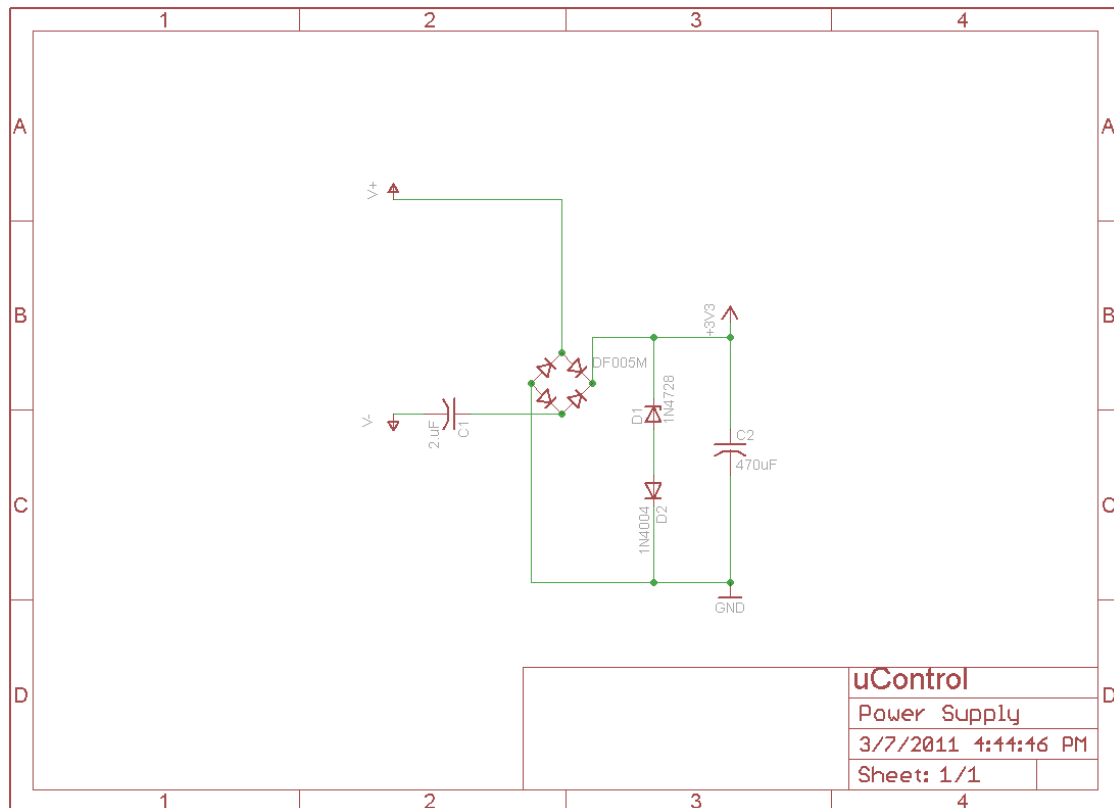 1 2 3 4
A A
V+
B B
+3V3
DF005M
D1
1N4728
V-
2.uF
C1
C2
470uF
C C
1N4004
D2
GND
uControl
D D
Power Supply
3/7/2011 4:44:46 PM
Sheet: 1/1
1 2 3 4